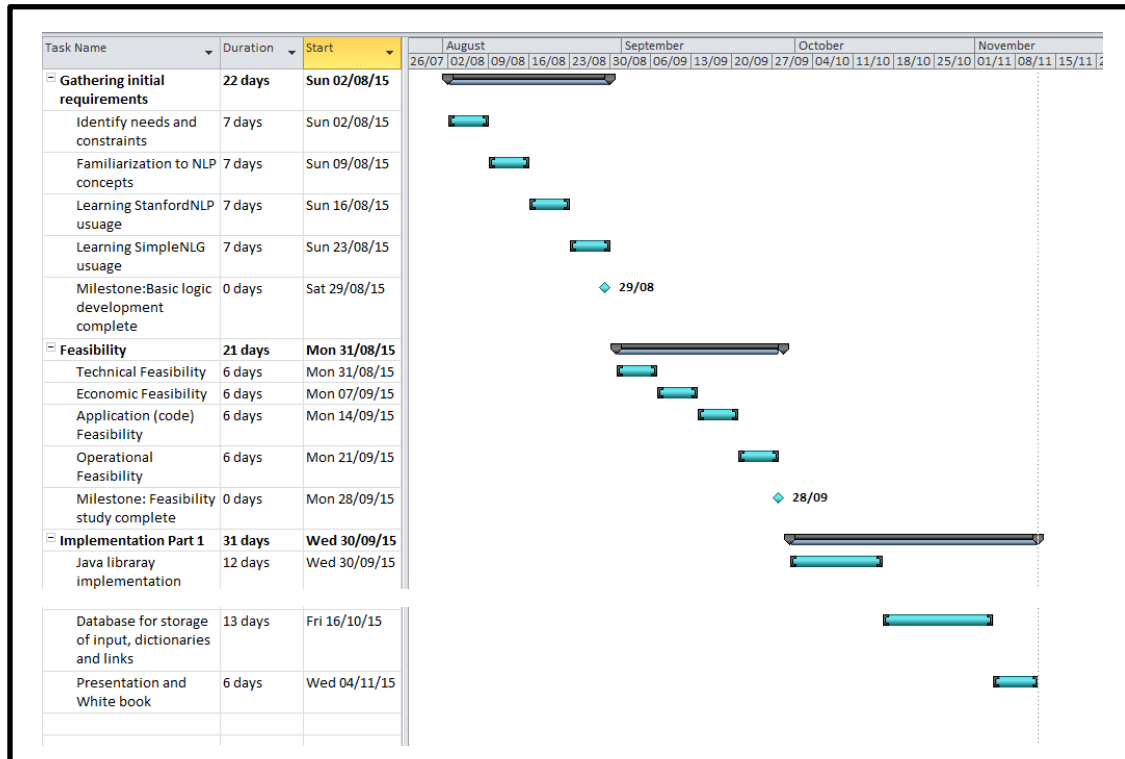 Task Name Duration Start August September October November
26/07 02/08 09/08 16/08 23/08 30/08 06/09 13/09 20/09 27/09 04/10 11/10 18/10 25/10 01/11 08/11 15/11 2
Gathering initial 22 days Sun 02/08/15
requirements
Identify needs and 7 days Sun 02/08/15
constraints
Familiarization to NLP 7 days Sun 09/08/15
concepts
Learning StanfordNLP 7 days Sun 16/08/15
usuage
Learning SimpleNLG 7 days Sun 23/08/15
usuage
Milestone:Basic logic 0 days Sat 29/08/15 29/08
development
complete
Feasibility 21 days Mon 31/08/15
Technical Feasibility 6 days Mon 31/08/15
Economic Feasibility 6 days Mon 07/09/15
Application (code) 6 days Mon 14/09/15
Feasibility
Operational 6 days Mon 21/09/15
Feasibility
Milestone: Feasibility 0 days Mon 28/09/15 28/09
study complete
Implementation Part 1 31 days Wed 30/09/15
Java libraray 12 days Wed 30/09/15
implementation
Database for storage 13 days Fri 16/10/15
of input, dictionaries
and links
Presentation and 6 days Wed 04/11/15
White book